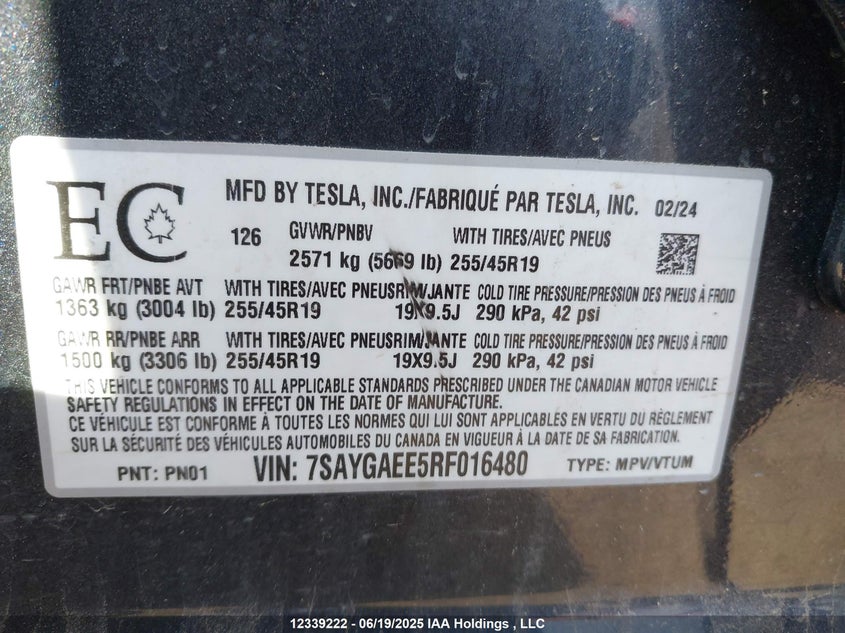 EC
MFD BY TESLA, INC./FABRIQUÉ PAR TESLA, INC. 02/24
126 GVWR/PNBV WITH TIRES/AVEC PNEUS
2571 kg (5669 lb) 255/45R19
GAWR FRT/PNBE AVT WITH TIRES/AVEC PNEUS RIM/JANTE COLD TIRE PRESSURE/PRESSION DES PNEUS À FROID
1363 kg (3004 lb) 255/45R19 19X9.5J 290 kPa, 42 psi
GAWR RR/PNBE ARR WITH TIRES/AVEC PNEUS RIM/JANTE COLD TIRE PRESSURE/PRESSION DES PNEUS À FROID
1500 kg (3306 lb) 255/45R19 19X9.5J 290 kPa, 42 psi
THIS VEHICLE CONFORMS TO ALL APPLICABLE STANDARDS PRESCRIBED UNDER THE CANADIAN MOTOR VEHICLE
SAFETY REGULATIONS IN EFFECT ON THE DATE OF MANUFACTURE.
CE VÉHICULE EST CONFORME À TOUTES LES NORMES QUI LUI SONT APPLICABLES EN VERTU DU RÈGLEMENT
SUR LA SÉCURITÉ DES VÉHICULES AUTOMOBILES DU CANADA EN VIGUEUR À LA DATE DE SA FABRICATION.
PNT: PN01 VIN: 7SAYGAEE5RF016480 TYPE: MPV/VTUM
12339222 - 06/19/2025 IAA Holdings , LLC